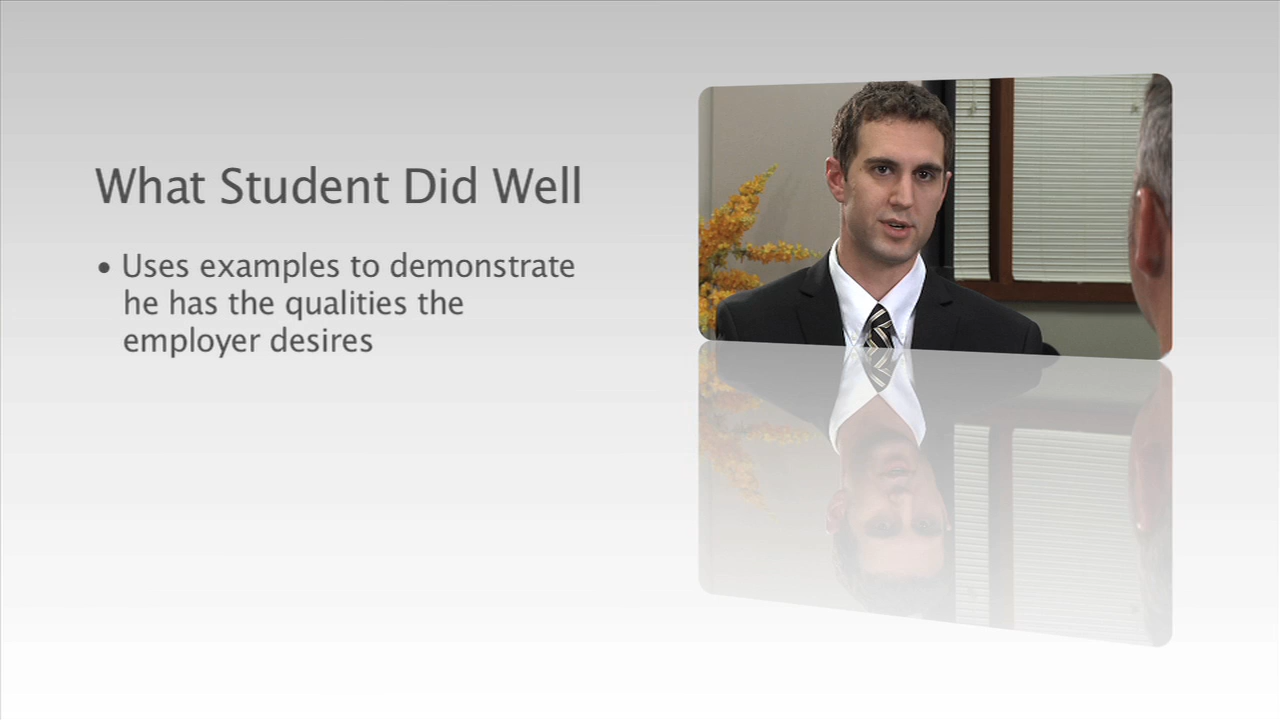 What Student Did Well
• Uses examples to demonstrate
he has the qualities the
employer desires